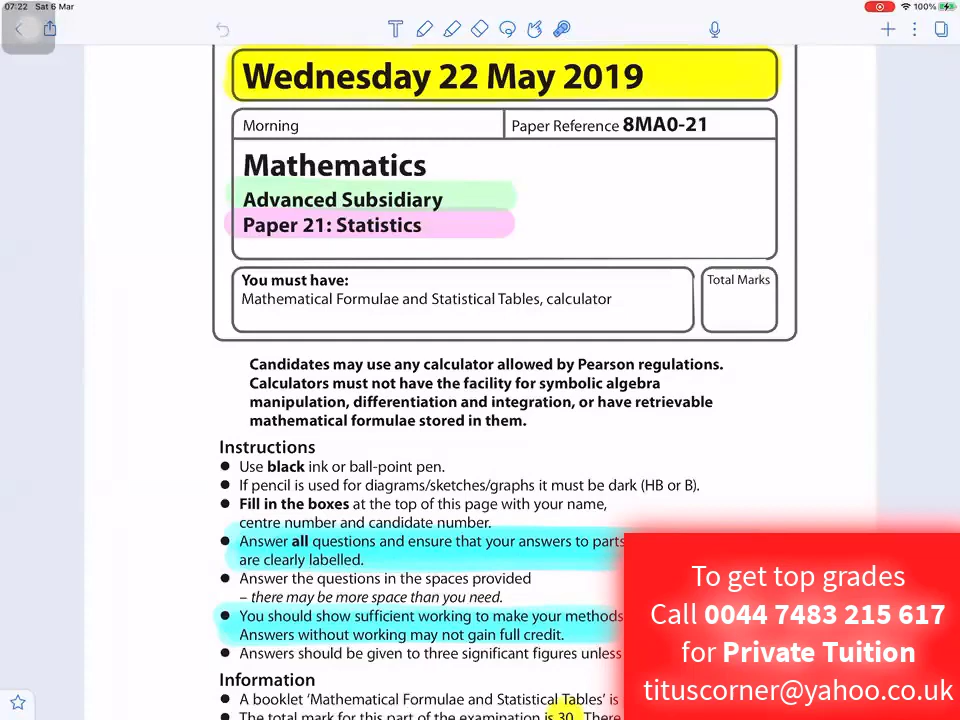 07:22 Sat 6 Mar
100%
Wednesday 22 May 2019
Morning
Paper Reference 8MA0-21
Mathematics
Advanced Subsidiary
Paper 21: Statistics
You must have:
Mathematical Formulae and Statistical Tables, calculator
Total Marks
Candidates may use any calculator allowed by Pearson regulations.
Calculators must not have the facility for symbolic algebra
manipulation, differentiation and integration, or have retrievable
mathematical formulae stored in them.
Instructions
● Use black ink or ball-point pen.
● If pencil is used for diagrams/sketches/graphs it must be dark (HB or B).
● Fill in the boxes at the top of this page with your name,
centre number and candidate number.
● Answer all questions and ensure that your answers to parts
are clearly labelled.
● Answer the questions in the spaces provided
– there may be more space than you need.
● You should show sufficient working to make your methods
Answers without working may not gain full credit.
● Answers should be given to three significant figures unless
Information
● A booklet ‘Mathematical Formulae and Statistical Tables’ is
● The total mark for this part of the examination is 30. There
To get top grades
Call 0044 7483 215 617
for Private Tuition
tituscorner@yahoo.co.uk